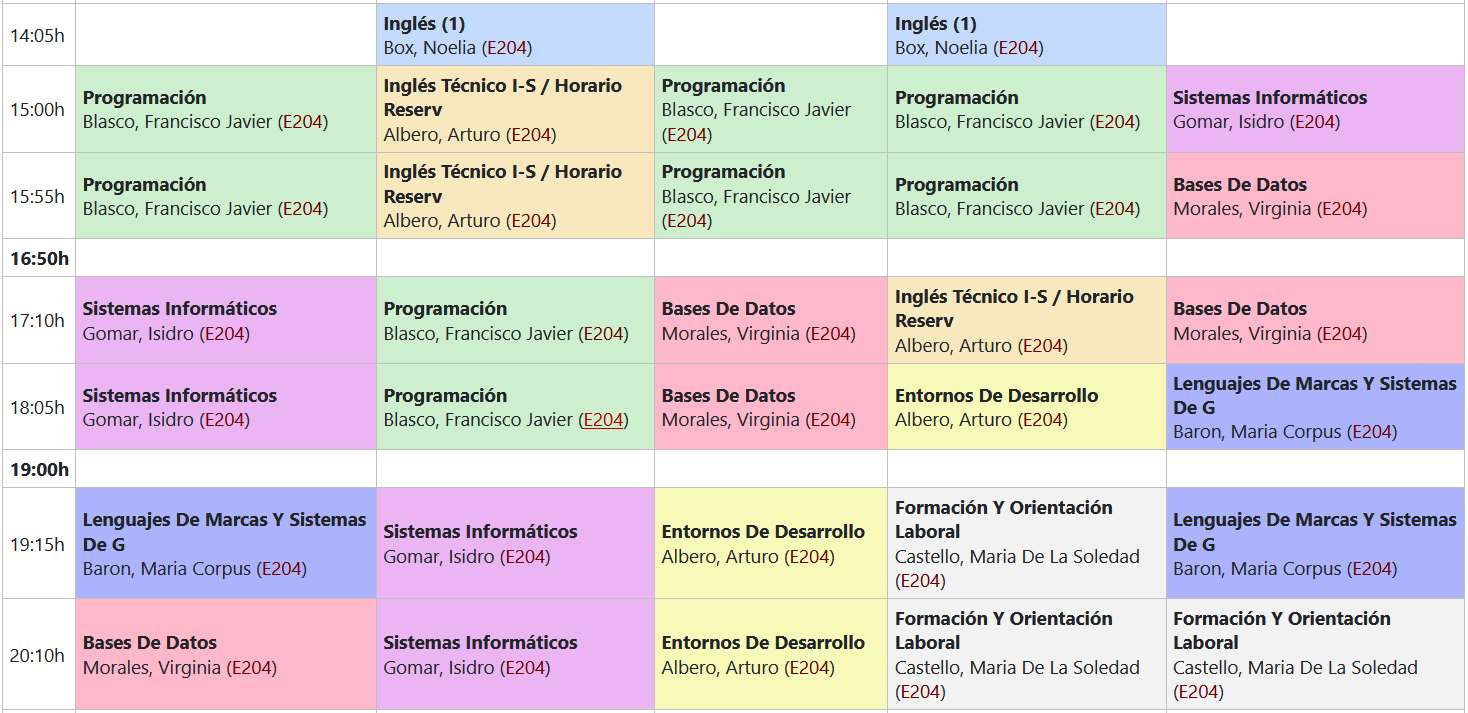 14:05h
Inglés (1)
Box, Noelia (E204)
Inglés (1)
Box, Noelia (E204)
15:00h
Programación
Blasco, Francisco Javier (E204)
Inglés Técnico I-S / Horario
Reserv
Albero, Arturo (E204)
Programación
Blasco, Francisco Javier
(E204)
Programación
Blasco, Francisco Javier (E204)
Sistemas Informáticos
Gomar, Isidro (E204)
15:55h
Programación
Blasco, Francisco Javier (E204)
Inglés Técnico I-S / Horario
Reserv
Albero, Arturo (E204)
Programación
Blasco, Francisco Javier
(E204)
Programación
Blasco, Francisco Javier (E204)
Bases De Datos
Morales, Virginia (E204)
16:50h
17:10h
Sistemas Informáticos
Gomar, Isidro (E204)
Programación
Blasco, Francisco Javier (E204)
Bases De Datos
Morales, Virginia (E204)
Inglés Técnico I-S / Horario
Reserv
Albero, Arturo (E204)
Bases De Datos
Morales, Virginia (E204)
18:05h
Sistemas Informáticos
Gomar, Isidro (E204)
Programación
Blasco, Francisco Javier (E204)
Bases De Datos
Morales, Virginia (E204)
Entornos De Desarrollo
Albero, Arturo (E204)
Lenguajes De Marcas Y Sistemas
De G
Baron, Maria Corpus (E204)
19:00h
19:15h
Lenguajes De Marcas Y Sistemas
De G
Baron, Maria Corpus (E204)
Sistemas Informáticos
Gomar, Isidro (E204)
Entornos De Desarrollo
Albero, Arturo (E204)
Formación Y Orientación
Laboral
Castello, Maria De La Soledad
(E204)
Lenguajes De Marcas Y Sistemas
De G
Baron, Maria Corpus (E204)
20:10h
Bases De Datos
Morales, Virginia (E204)
Sistemas Informáticos
Gomar, Isidro (E204)
Entornos De Desarrollo
Albero, Arturo (E204)
Formación Y Orientación
Laboral
Castello, Maria De La Soledad
(E204)
Formación Y Orientación
Laboral
Castello, Maria De La Soledad
(E204)